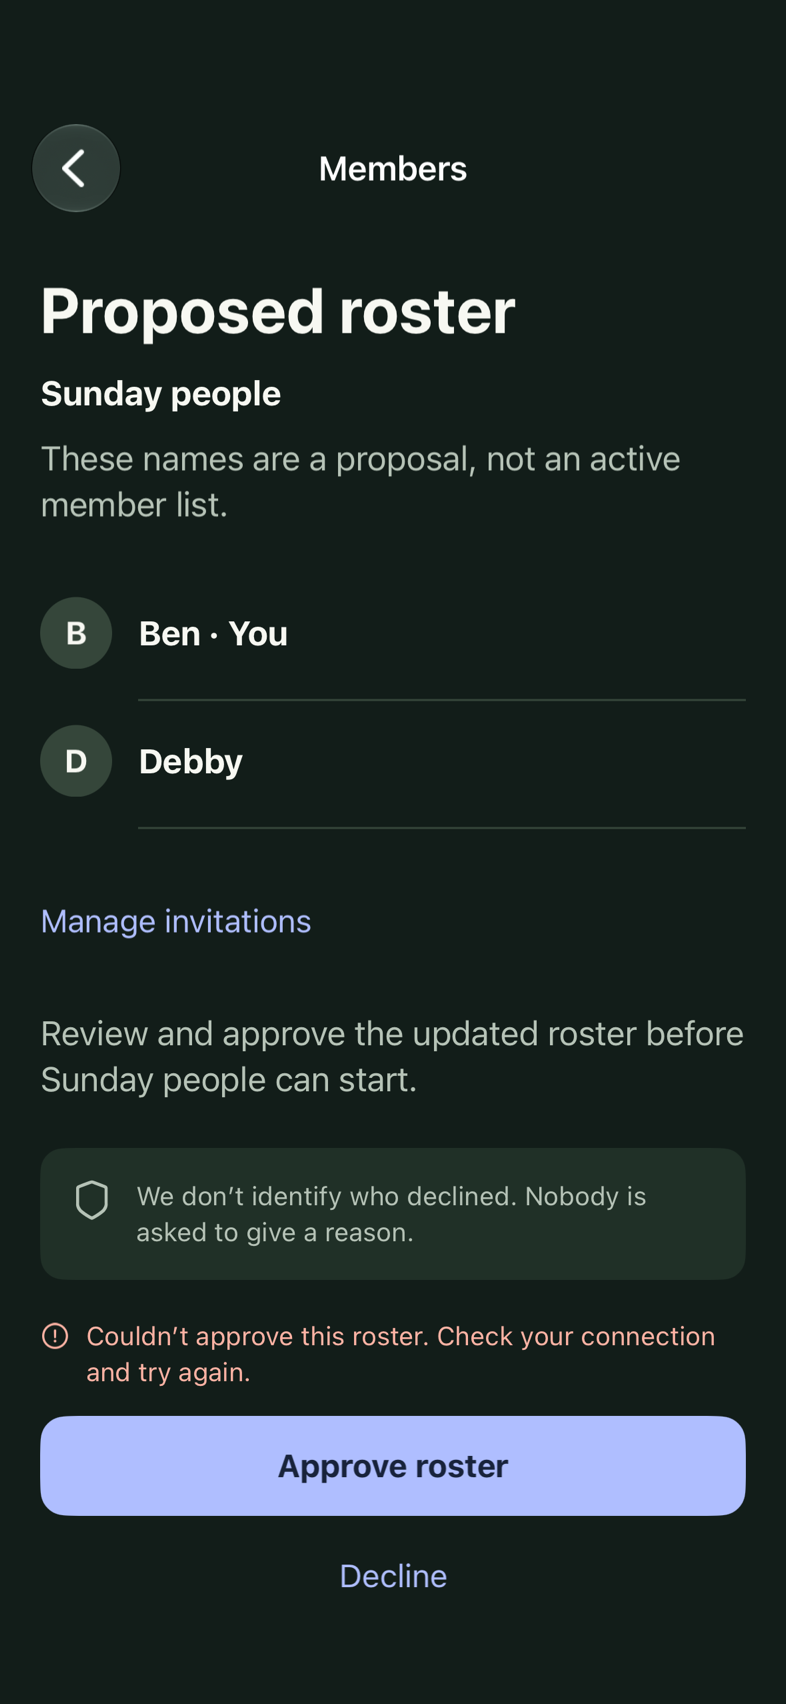 Members
Proposed roster
Sunday people
These names are a proposal, not an active
member list.
B
Ben · You
D
Debby
Manage invitations
Review and approve the updated roster before
Sunday people can start.
We don’t identify who declined. Nobody is
asked to give a reason.
Couldn’t approve this roster. Check your connection
and try again.
Approve roster
Decline